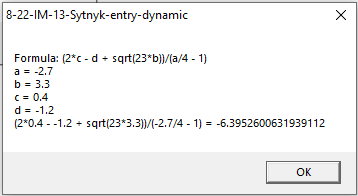 8-22-IM-13-Sytnyk-entry-dynamic
Formula: (2*c - d + sqrt(23*b))/(a/4 - 1)
a = -2.7
b = 3.3
c = 0.4
d = -1.2
(2*0.4 - -1.2 + sqrt(23*3.3))/(-2.7/4 - 1) = -6.3952600631939112
OK